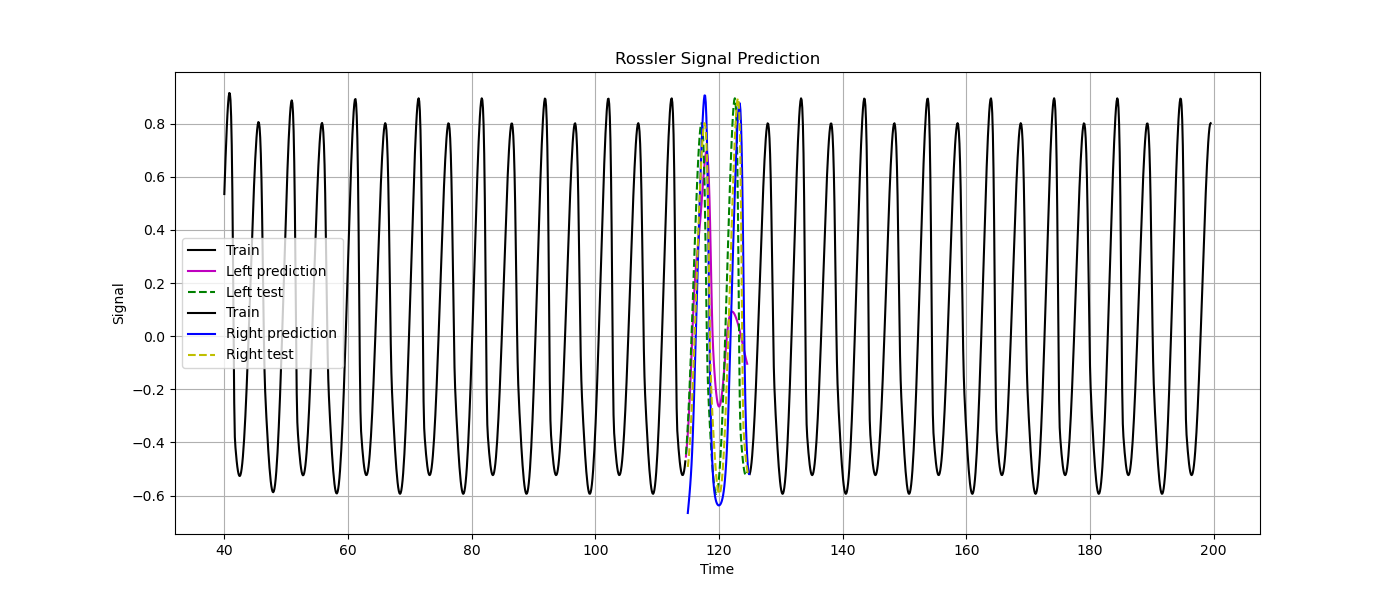 Rossler Signal Prediction
Signal
0.8
0.6
0.4
0.2
0.0
−0.2
−0.4
−0.6
Train
Left prediction
Left test
Train
Right prediction
Right test
40 60 80 100 120 140 160 180 200
Time